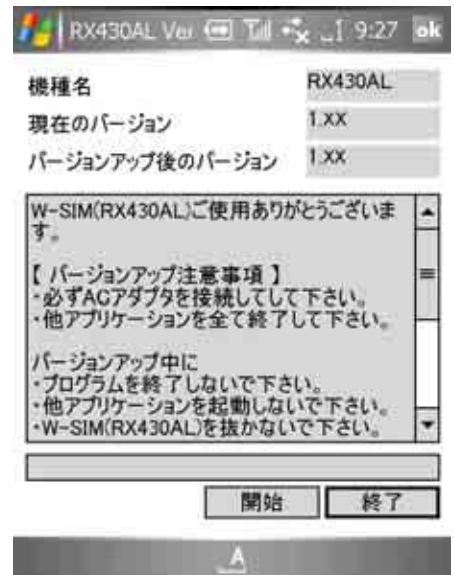 RX430AL Ver 9:27 ok
機種名 RX430AL
現在のバージョン 1.XX
バージョンアップ後のバージョン 1.XX
W-SIM(RX430AL)ご使用ありがとうございま
す。
【 バージョンアップ注意事項 】
・必ずACアダプタを接続してして下さい。
・他アプリケーションを全て終了して下さい。
バージョンアップ中に
・プログラムを終了しないで下さい。
・他アプリケーションを起動しないで下さい。
・W-SIM(RX430AL)を抜かないで下さい。
開始 終了
A